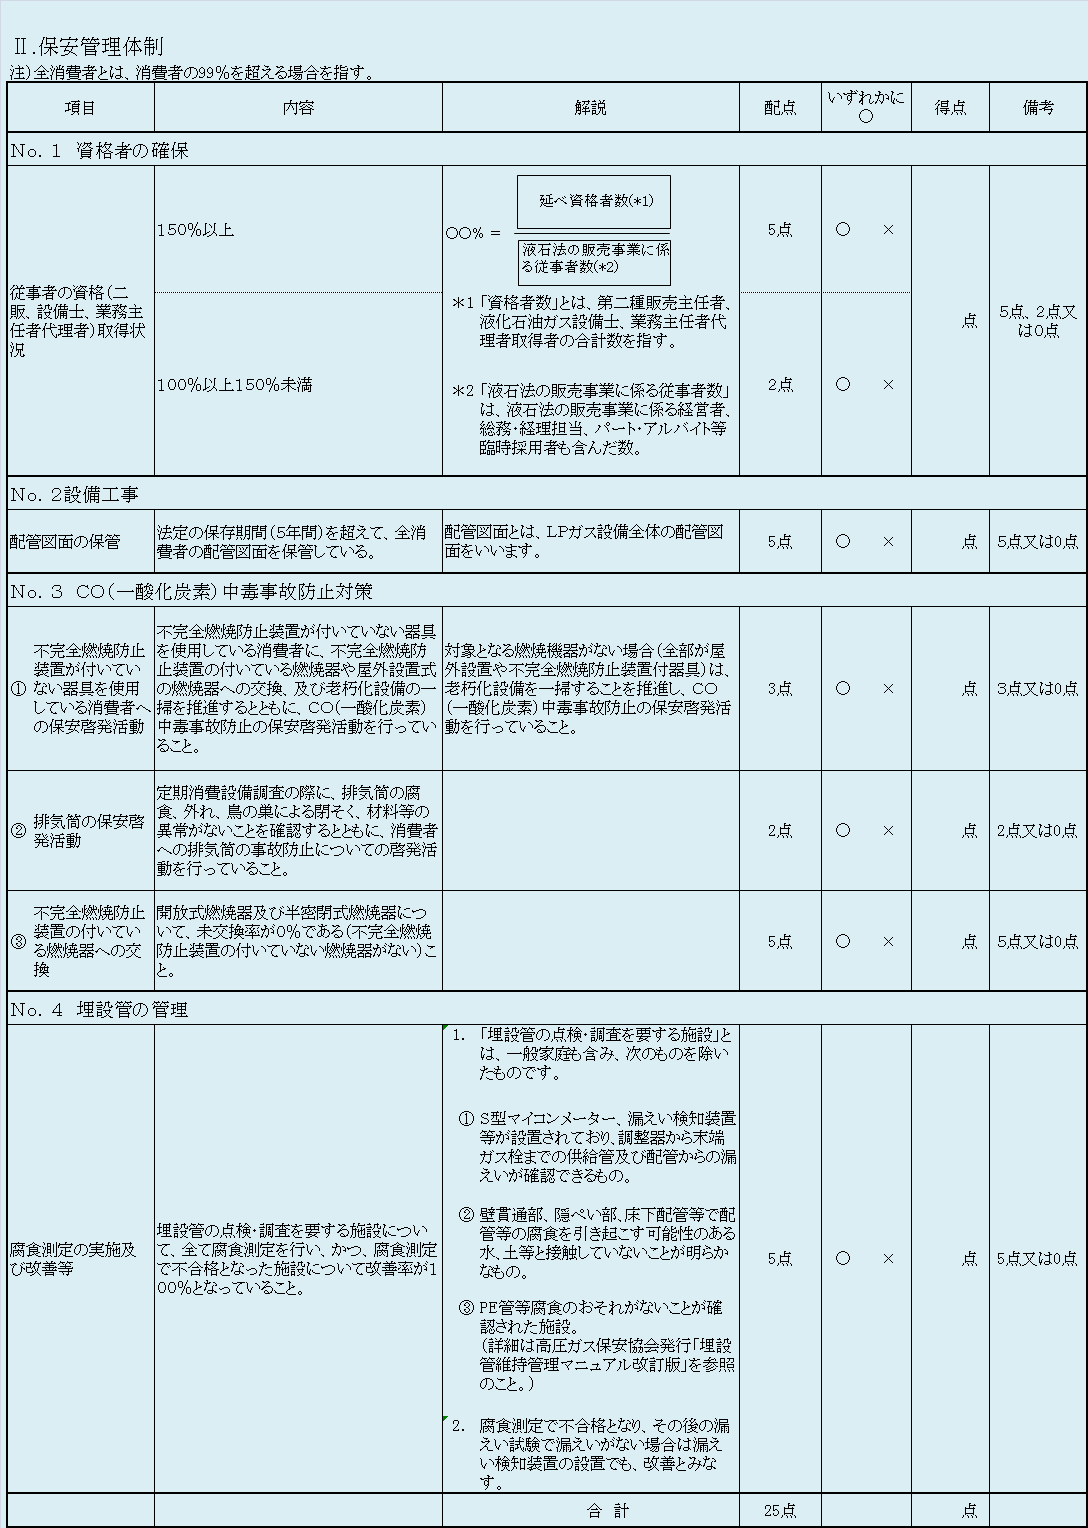 Ⅱ.保安管理体制
注)全消費者とは、消費者の99%を超える場合を指す。
項目 内容 解説 配点 いずれかに○ 得点 備考
No.1 資格者の確保
従事者の資格(二
販、設備士、業務主
任者代理者)取得状
況
150%以上
○○% =
延べ資格者数(*1)
液石法の販売事業に係
る従事者数(*2)
5点 ○ ×
100%以上150%未満
*1 「資格者数」とは、第二種販売主任者、
液化石油ガス設備士、業務主任者代
理者取得者の合計数を指す。
*2 「液石法の販売事業に係る従事者数」
は、液石法の販売事業に係る経営者、
総務・経理担当、パート・アルバイト等
臨時採用者も含んだ数。
2点 ○ ×
点
5点、2点又
は0点
No.2設備工事
配管図面の保管
法定の保存期間(5年間)を超えて、全消
費者の配管図面を保管している。
配管図面とは、LPガス設備全体の配管図
面をいいます。
5点 ○ × 点 5点又は0点
No.3 CO(一酸化炭素)中毒事故防止対策
①
不完全燃焼防止
装置が付いてい
ない器具を使用
している消費者へ
の保安啓発活動
不完全燃焼防止装置が付いていない器具
を使用している消費者に、不完全燃焼防
止装置の付いている燃焼器や屋外設置式
の燃焼器への交換、及び老朽化設備の一
掃を推進するとともに、CO(一酸化炭素)
中毒事故防止の保安啓発活動を行ってい
ること。
対象となる燃焼機器がない場合(全部が屋
外設置や不完全燃焼防止装置付器具)は、
老朽化設備を一掃することを推進し、CO
(一酸化炭素)中毒事故防止の保安啓発活
動を行っていること。
3点 ○ × 点 3点又は0点
②
排気筒の保安啓
発活動
定期消費設備調査の際に、排気筒の腐
食、外れ、鳥の巣による閉そく、材料等の
異常がないことを確認するとともに、消費者
への排気筒の事故防止についての啓発活
動を行っていること。
2点 ○ × 点 2点又は0点
③
不完全燃焼防止
装置の付いてい
る燃焼器への交
換
開放式燃焼器及び半密閉式燃焼器につ
いて、未交換率が0%である(不完全燃焼
防止装置の付いていない燃焼器がない)こ
と。
5点 ○ × 点 5点又は0点
No.4 埋設管の管理
腐食測定の実施及
び改善等
埋設管の点検・調査を要する施設につい
て、全て腐食測定を行い、かつ、腐食測定
で不合格となった施設について改善率が1
00%となっていること。
1. 「埋設管の点検・調査を要する施設」と
は、一般家庭も含み、次のものを除い
たものです。
① S型マイコンメーター、漏えい検知装置
等が設置されており、調整器から末端
ガス栓までの供給管及び配管からの漏
えいが確認できるもの。
② 壁貫通部、隠ぺい部、床下配管等で配
管等の腐食を引き起こす可能性のある
水、土等と接触していないことが明らか
なもの。
③ PE管等腐食のおそれがないことが確
認された施設。
(詳細は高圧ガス保安協会発行「埋設
管維持管理マニュアル改訂版」を参照
のこと。)
2. 腐食測定で不合格となり、その後の漏
えい試験で漏えいがない場合は漏え
い検知装置の設置でも、改善とみな
す。
5点 ○ × 点 5点又は0点
合 計 25点 点